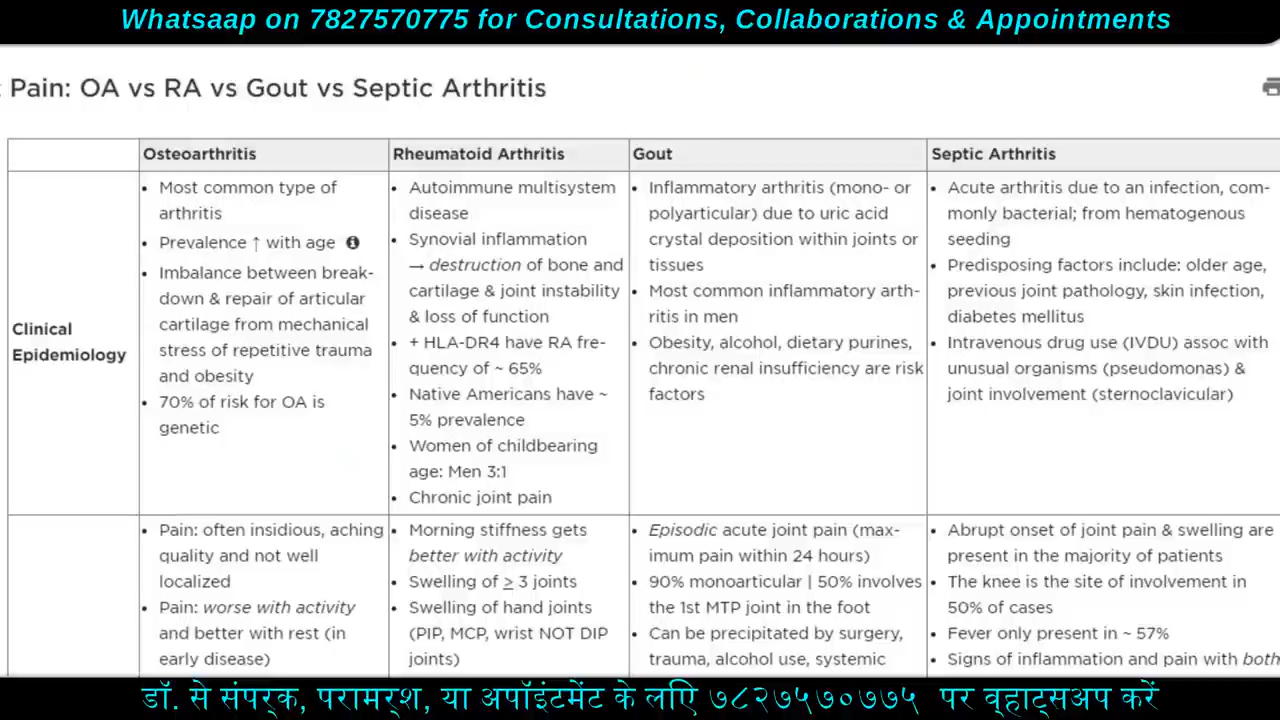 Whatsaap on 7827570775 for Consultations, Collaborations & Appointments
: Pain: OA vs RA vs Gout vs Septic Arthritis
Osteoarthritis
Rheumatoid Arthritis
Gout
Septic Arthritis
Clinical
Epidemiology
• Most common type of
arthritis
• Prevalence ↑ with age
• Imbalance between break-
down & repair of articular
cartilage from mechanical
stress of repetitive trauma
and obesity
• 70% of risk for OA is
genetic
• Autoimmune multisystem
disease
• Synovial inflammation
→ destruction of bone and
cartilage & joint instability
& loss of function
• + HLA-DR4 have RA fre-
quency of ~ 65%
• Native Americans have ~
5% prevalence
• Women of childbearing
age: Men 3:1
• Chronic joint pain
• Inflammatory arthritis (mono- or
polyarticular) due to uric acid
crystal deposition within joints or
tissues
• Most common inflammatory arth-
ritis in men
• Obesity, alcohol, dietary purines,
chronic renal insufficiency are risk
factors
• Acute arthritis due to an infection, com-
monly bacterial; from hematogenous
seeding
• Predisposing factors include: older age,
previous joint pathology, skin infection,
diabetes mellitus
• Intravenous drug use (IVDU) assoc with
unusual organisms (pseudomonas) &
joint involvement (sternoclavicular)
• Pain: often insidious, aching
quality and not well
localized
• Pain: worse with activity
and better with rest (in
early disease)
• Morning stiffness gets
better with activity
• Swelling of ≥ 3 joints
• Swelling of hand joints
(PIP, MCP, wrist NOT DIP
joints)
• Episodic acute joint pain (max-
imum pain within 24 hours)
• 90% monoarticular | 50% involves
the 1st MTP joint in the foot
• Can be precipitated by surgery,
trauma, alcohol use, systemic
• Abrupt onset of joint pain & swelling are
present in the majority of patients
• The knee is the site of involvement in
50% of cases
• Fever only present in ~ 57%
• Signs of inflammation and pain with both
डॉ. से संपर्क, परामर्श, या अपॉइंटमेंट के लिए ७८२७५७०७७५ पर व्हाट्सअप करें